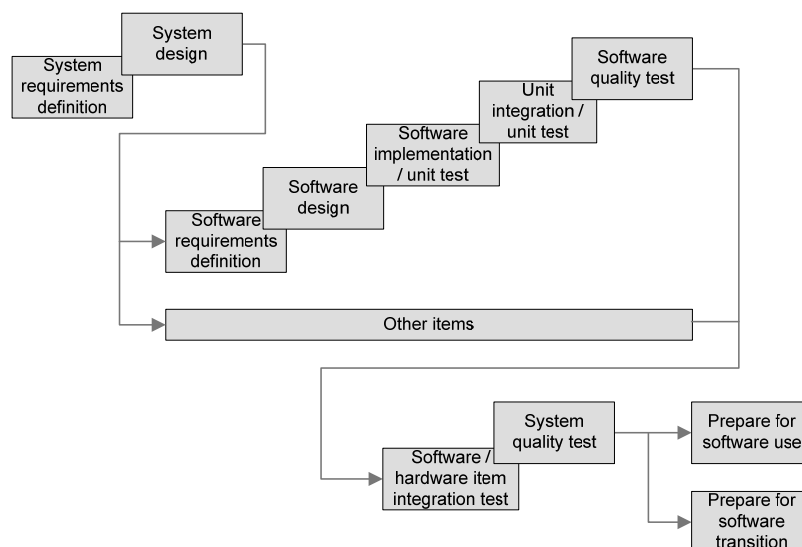 System
design
System
requirements
definition
Software
quality test
Unit
integration /
unit test
Software
implementation
/ unit test
Software
design
Software
requirements
definition
Other items
System
quality test
Prepare for
software use
Software /
hardware item
integration test
Prepare for
software
transition